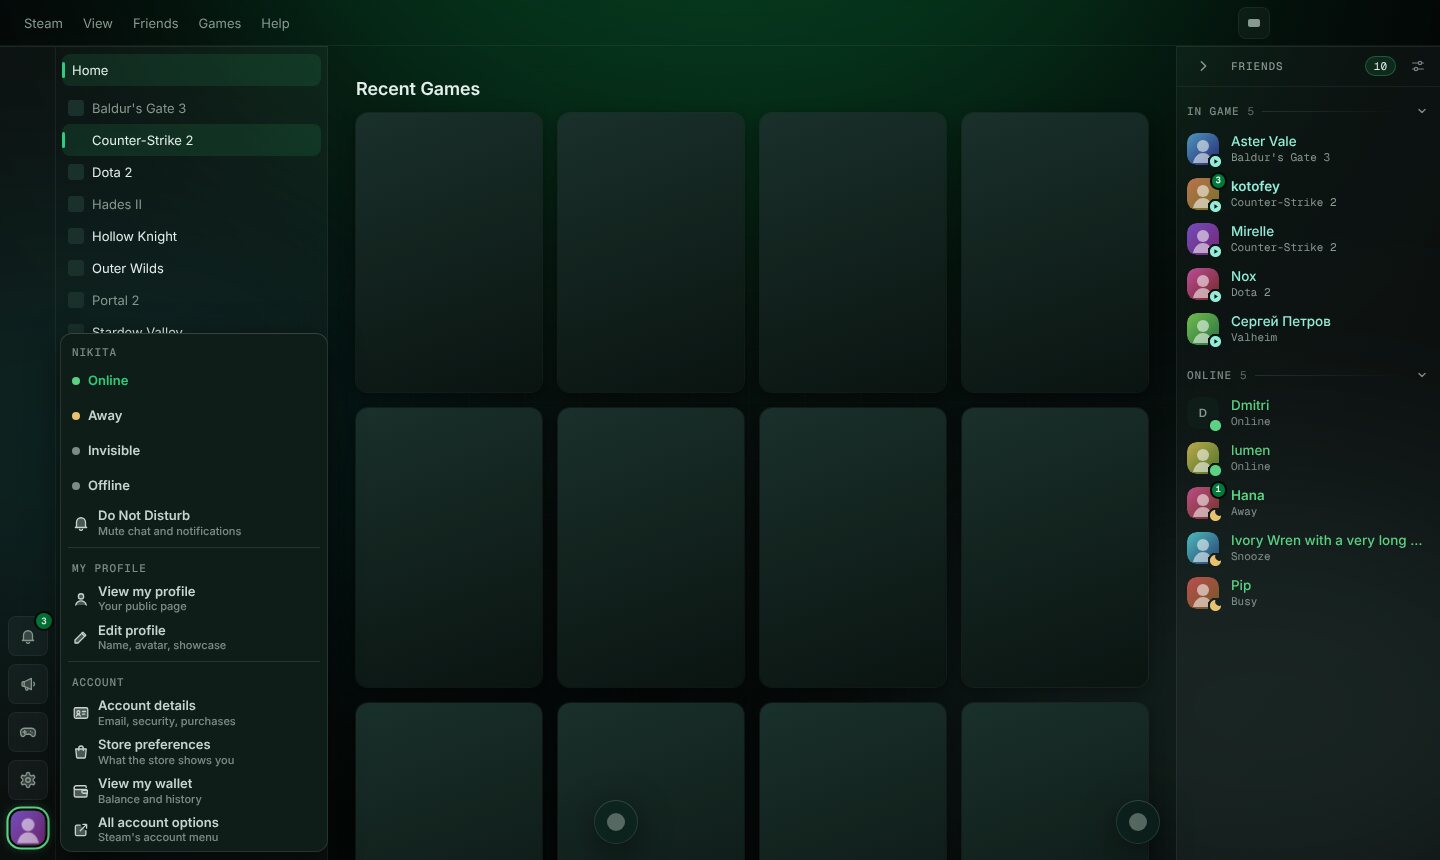 Steam View Friends Games Help
Home
Baldur's Gate 3
Counter-Strike 2
Dota 2
Hades II
Hollow Knight
Outer Wilds
Portal 2
Stardew Valley
NIKITA
Online
Away
Invisible
Offline
Do Not Disturb
Mute chat and notifications
MY PROFILE
View my profile
Your public page
Edit profile
Name, avatar, showcase
ACCOUNT
Account details
Email, security, purchases
Store preferences
What the store shows you
View my wallet
Balance and history
All account options
Steam's account menu
3
Recent Games
FRIENDS 10
IN GAME 5
Aster Vale
Baldur's Gate 3
3
kotofey
Counter-Strike 2
Mirelle
Counter-Strike 2
Nox
Dota 2
Сергей Петров
Valheim
ONLINE 5
D
Dmitri
Online
lumen
Online
1
Hana
Away
Ivory Wren with a very long ...
Snooze
Pip
Busy